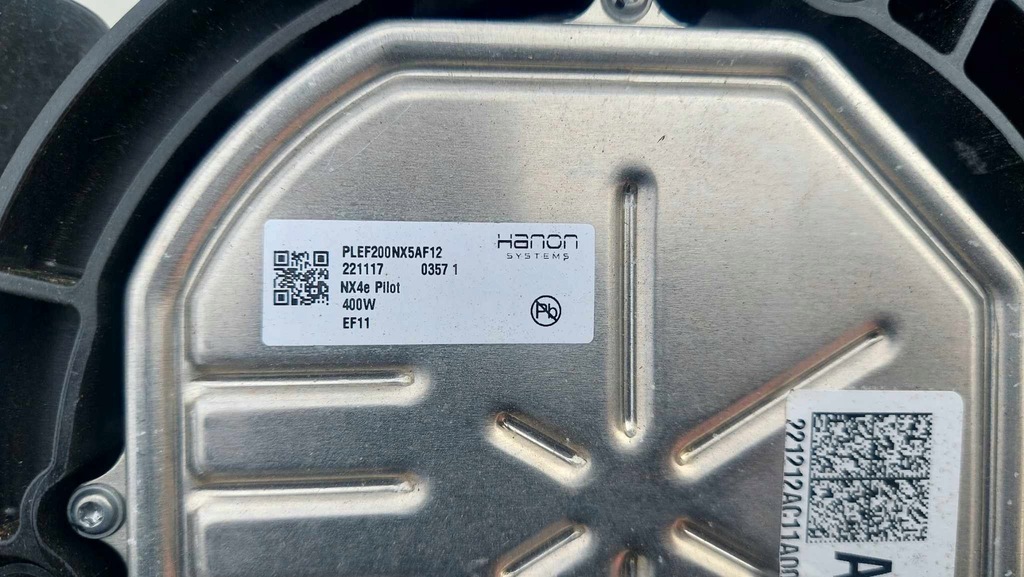 PLEF200NX5AF12
HANON
SYSTEMS
221117 0357 1
NX4e Pilot
400W
EF11
Pb
A